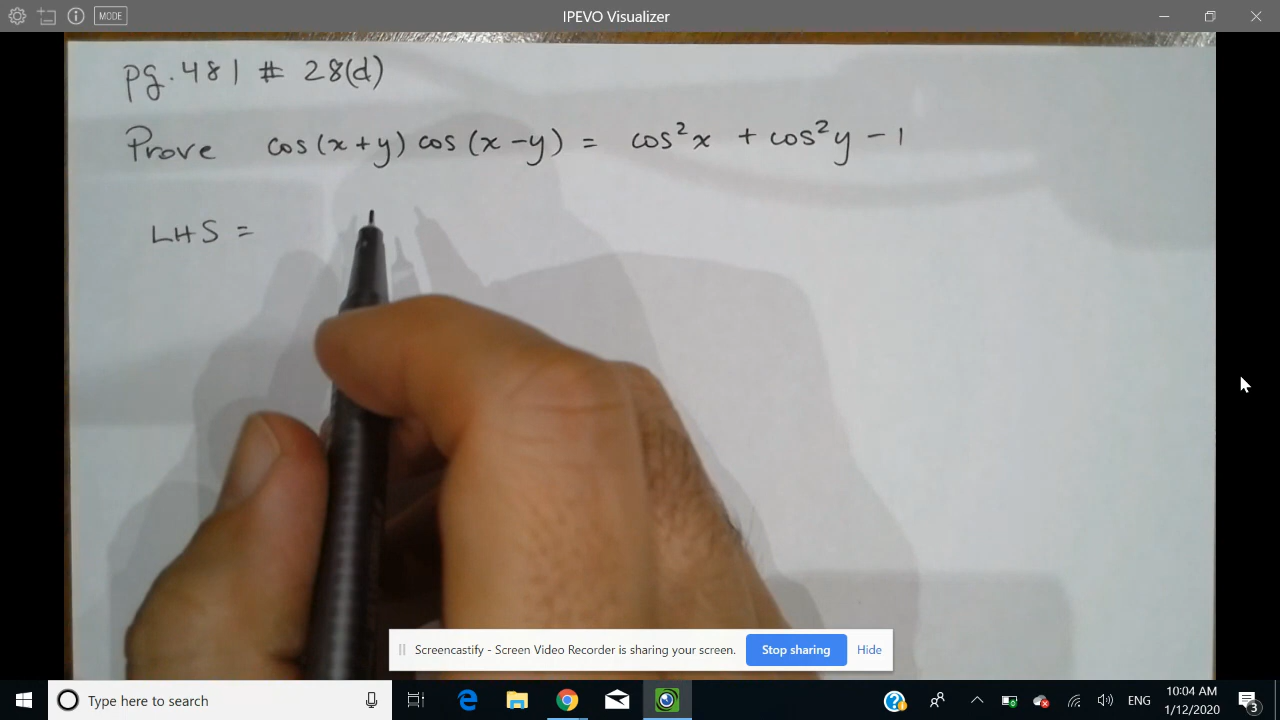 IPEVO Visualizer
MODE
pg. 481 # 28(d)
Prove cos(x+y) cos(x-y) = cos²x + cos²y - 1
LHS =
Screencastify - Screen Video Recorder is sharing your screen.
Stop sharing
Hide
Type here to search
ENG
10:04 AM
1/12/2020
3